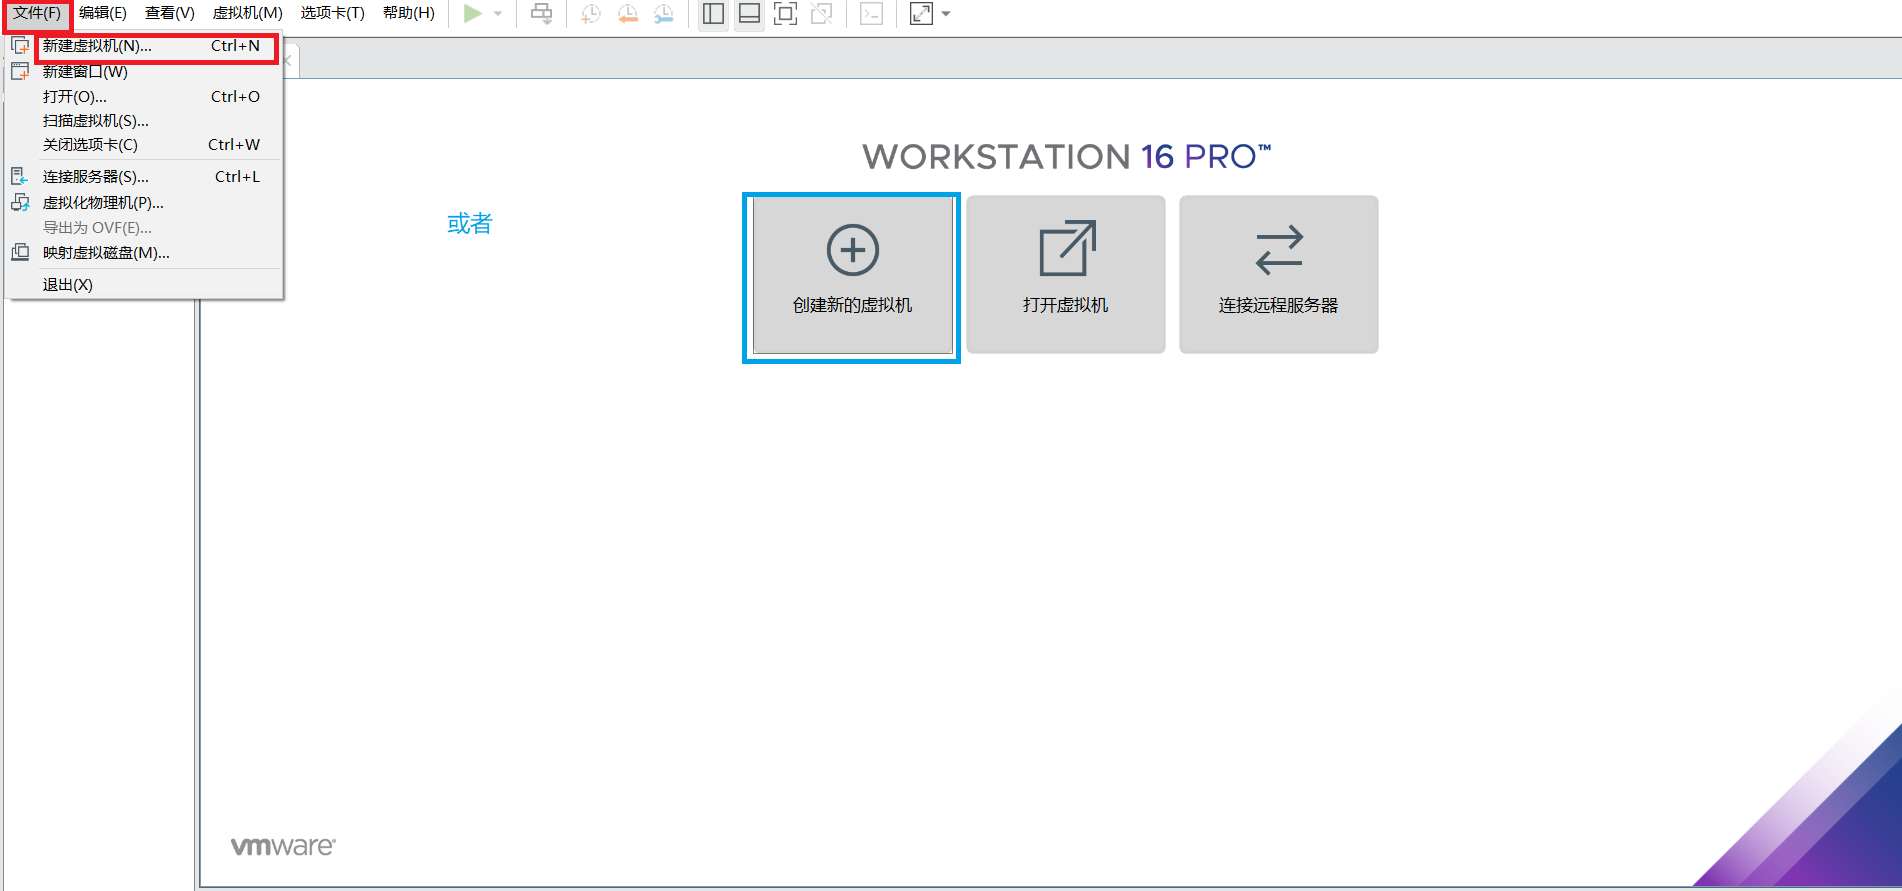 文件(F) 编辑(E) 查看(V) 虚拟机(M) 选项卡(T) 帮助(H)
新建虚拟机(N)... Ctrl+N
新建窗口(W)
打开(O)... Ctrl+O
扫描虚拟机(S)...
关闭选项卡(C) Ctrl+W
连接服务器(S)... Ctrl+L
虚拟化物理机(P)...
导出为 OVF(E)...
映射虚拟磁盘(M)...
退出(X)
WORKSTATION 16 PRO™
或者
创建新的虚拟机
打开虚拟机
连接远程服务器
vmware®